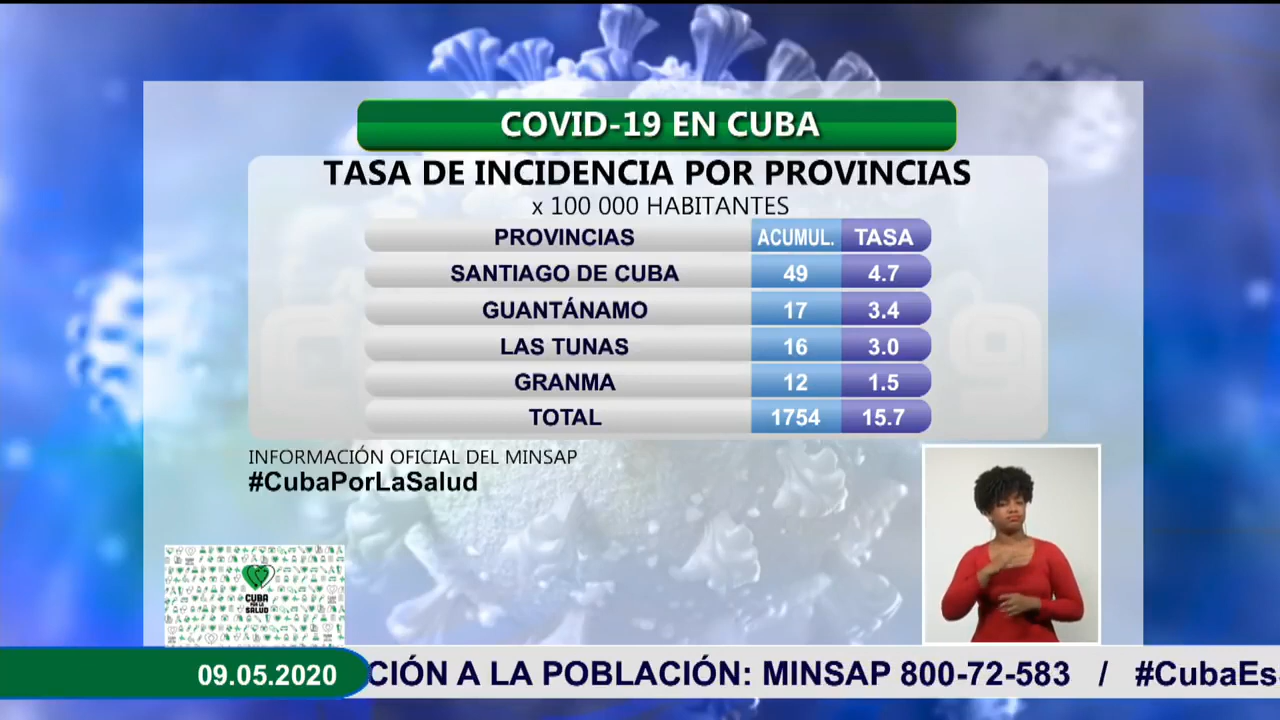 COVID-19 EN CUBA
TASA DE INCIDENCIA POR PROVINCIAS
x 100 000 HABITANTES
PROVINCIAS ACUMUL. TASA
SANTIAGO DE CUBA 49 4.7
GUANTÁNAMO 17 3.4
LAS TUNAS 16 3.0
GRANMA 12 1.5
TOTAL 1754 15.7
INFORMACIÓN OFICIAL DEL MINSAP
#CubaPorLaSalud
CUBA
POR LA
SALUD
09.05.2020 CIÓN A LA POBLACIÓN: MINSAP 800-72-583 / #CubaEs